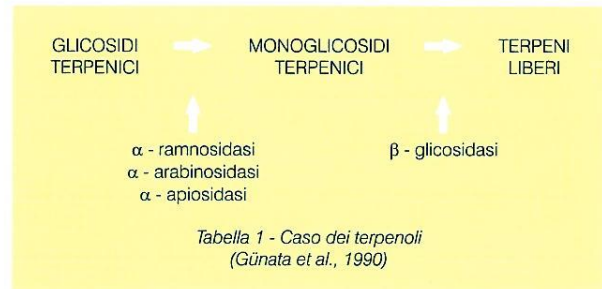 GLICOSIDI TERPENICI
MONOGLICOSIDI TERPENICI
TERPENI LIBERI
α - ramnosidasi
α - arabinosidasi
α - apiosidasi
β - glicosidasi
Tabella 1 - Caso dei terpenoli
(Günata et al., 1990)